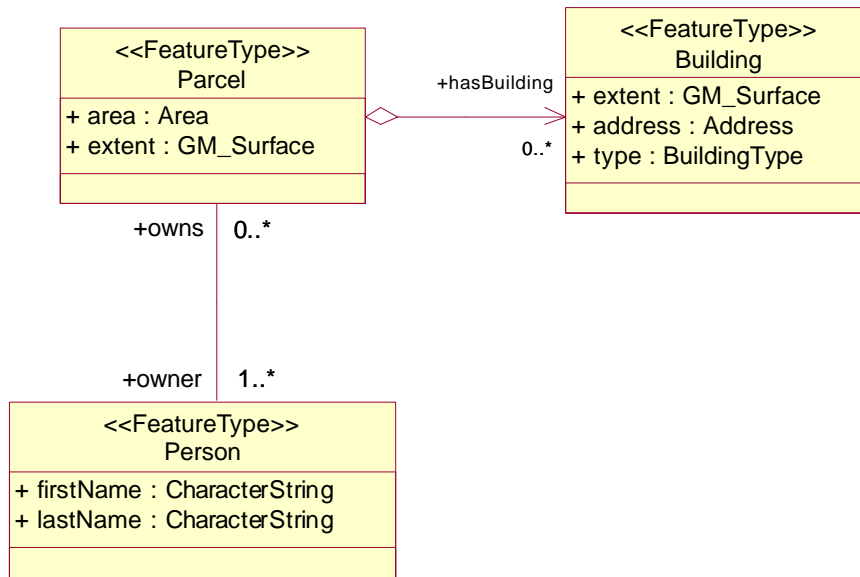 <<FeatureType>>
Parcel
+ area : Area
+ extent : GM_Surface
+hasBuilding
0..*
<<FeatureType>>
Building
+ extent : GM_Surface
+ address : Address
+ type : BuildingType
+owns
0..*
+owner
1..*
<<FeatureType>>
Person
+ firstName : CharacterString
+ lastName : CharacterString